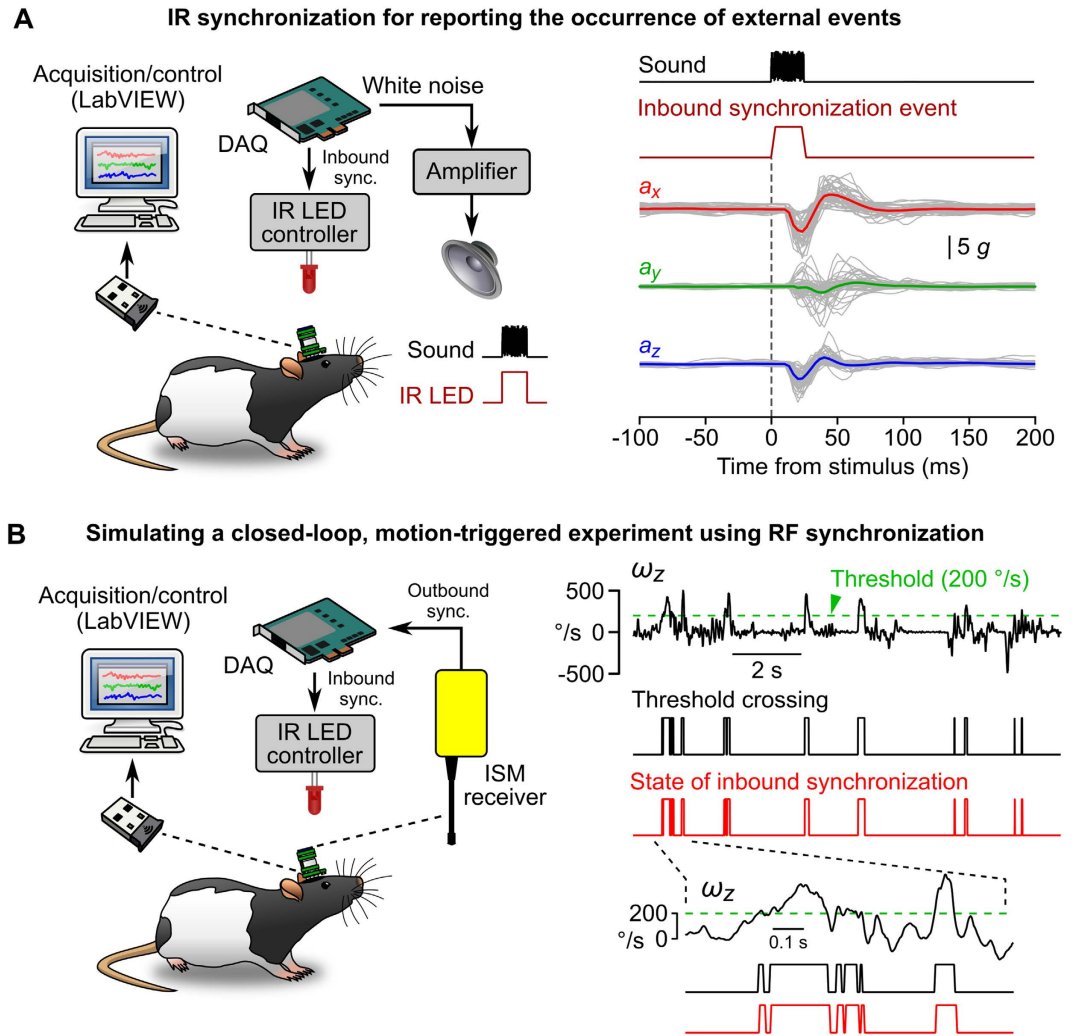 A
IR synchronization for reporting the occurrence of external events
Acquisition/control
(LabVIEW)
DAQ
White noise
Inbound
sync.
IR LED
controller
Amplifier
Sound
IR LED
Sound
Inbound synchronization event
aₓ
5 g
a_y
a_z
-100 -50 0 50 100 150 200
Time from stimulus (ms)
B
Simulating a closed-loop, motion-triggered experiment using RF synchronization
Acquisition/control
(LabVIEW)
Outbound
sync.
DAQ
Inbound
sync.
IR LED
controller
ISM
receiver
ω_z
Threshold (200 °/s)
500
°/s 0
-500
2 s
Threshold crossing
State of inbound synchronization
ω_z
200
°/s 0
0.1 s